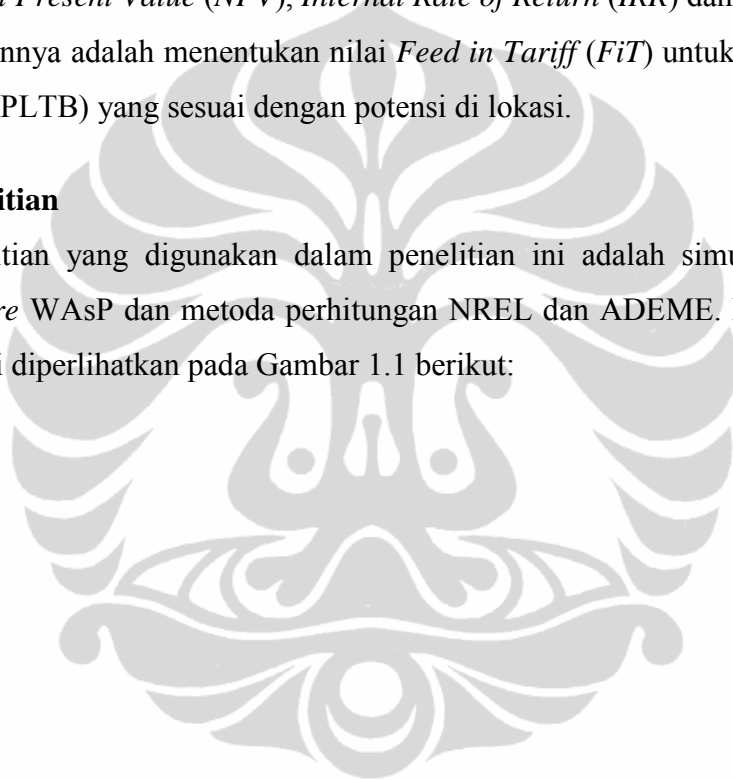 Present Value (NPV), Internal Rate of Return (IRR) dan
nnya adalah menentukan nilai Feed in Tariff (FiT) untuk
PLTB) yang sesuai dengan potensi di lokasi.
itian
itian yang digunakan dalam penelitian ini adalah simu
re WAsP dan metoda perhitungan NREL dan ADEME.
i diperlihatkan pada Gambar 1.1 berikut: